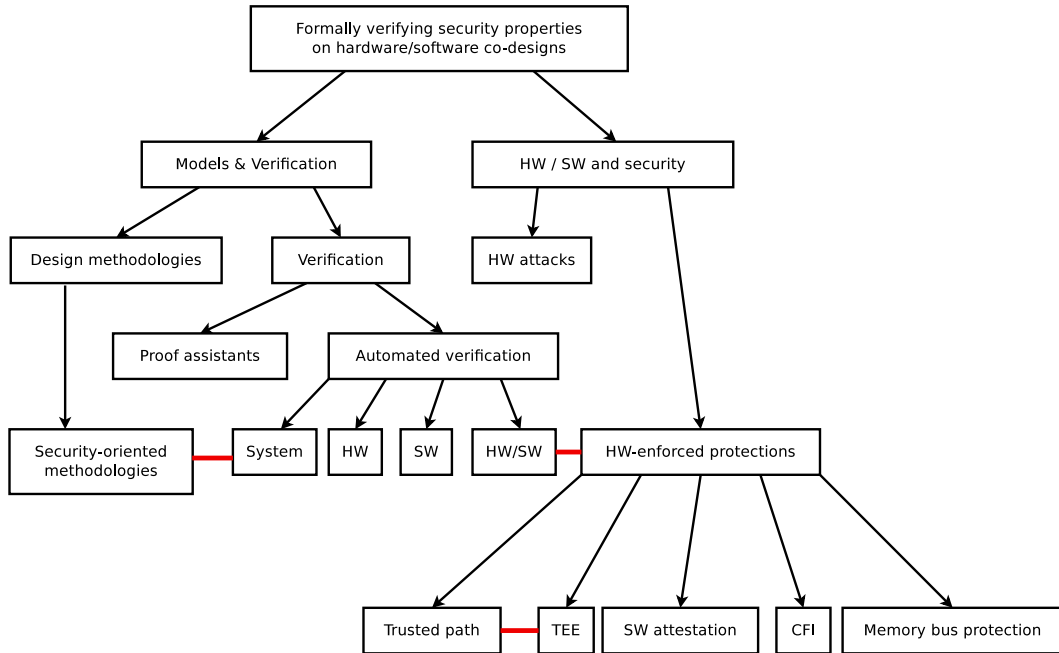 Formally verifying security properties
on hardware/software co-designs
Models & Verification
HW / SW and security
Design methodologies
Verification
HW attacks
Proof assistants
Automated verification
Security-oriented
methodologies
System
HW
SW
HW/SW
HW-enforced protections
Trusted path
TEE
SW attestation
CFI
Memory bus protection